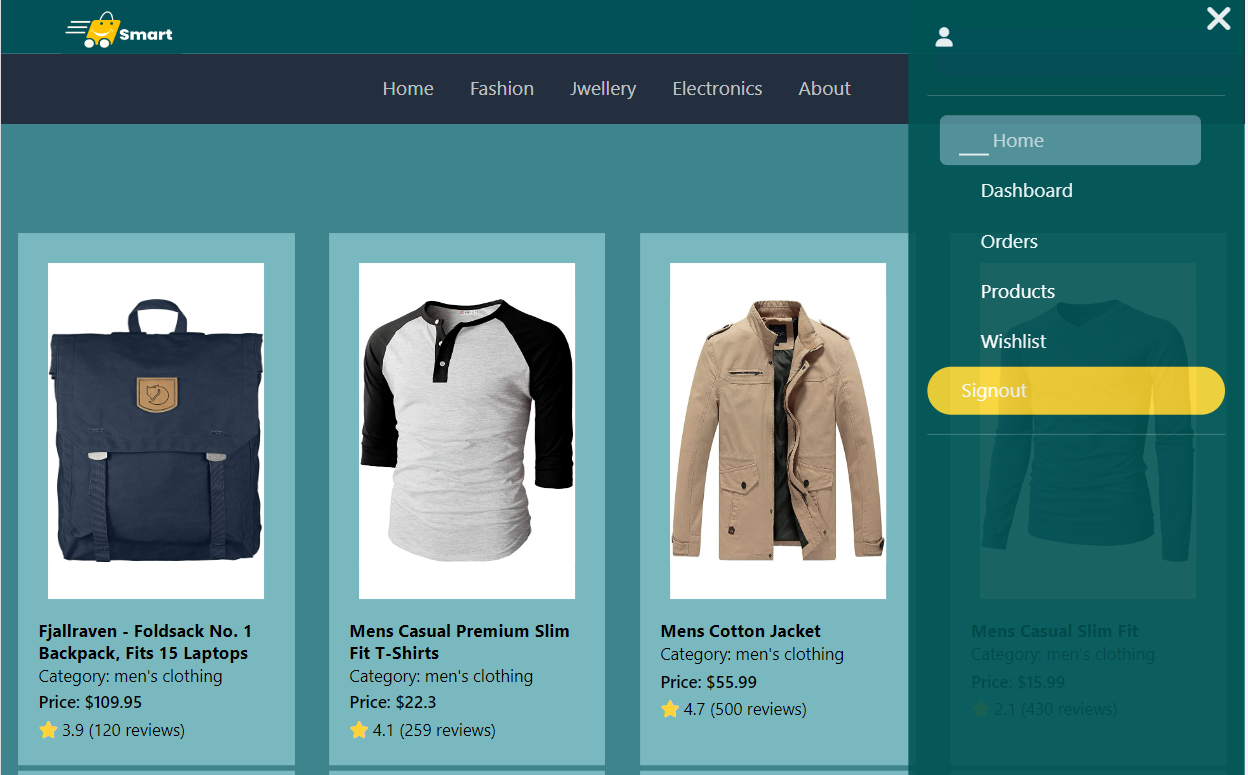 Smart
Home Fashion Jwellery Electronics About
Home
Dashboard
Orders
Products
Wishlist
Signout
Fjallraven - Foldsack No. 1
Backpack, Fits 15 Laptops
Category: men's clothing
Price: $109.95
3.9 (120 reviews)
Mens Casual Premium Slim
Fit T-Shirts
Category: men's clothing
Price: $22.3
4.1 (259 reviews)
Mens Cotton Jacket
Category: men's clothing
Price: $55.99
4.7 (500 reviews)
Mens Casual Slim Fit
Category: men's clothing
Price: $15.99
2.1 (430 reviews)